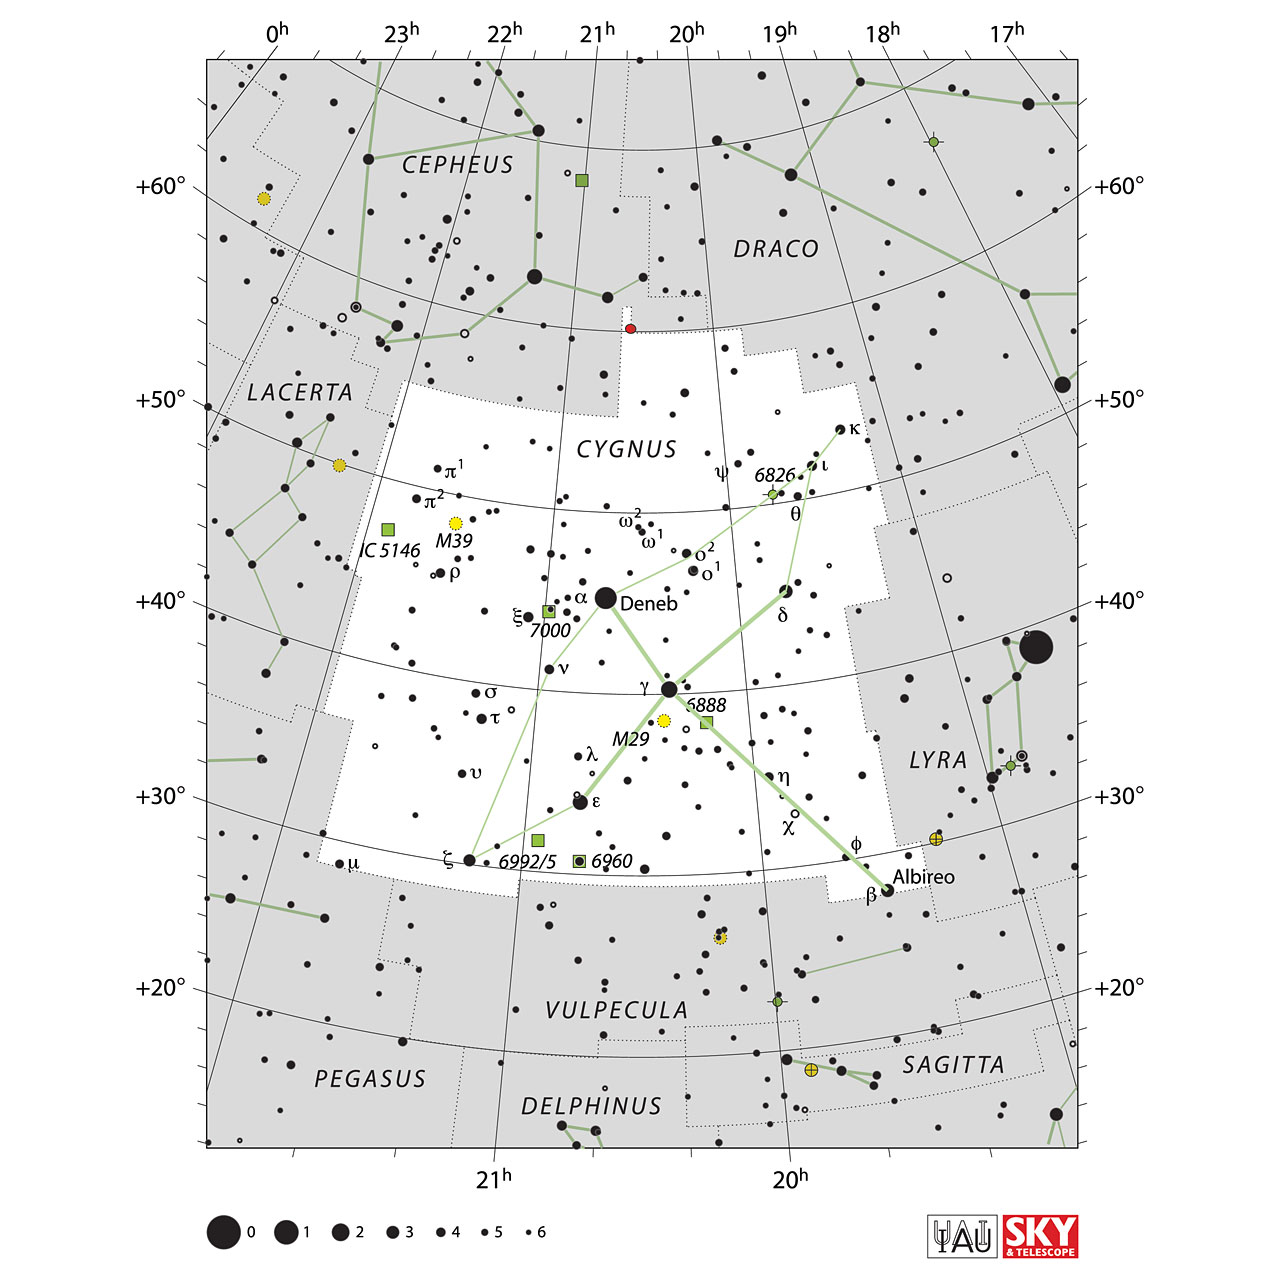 0h 23h 22h 21h 20h 19h 18h 17h
CEPHEUS
+60° +60°
DRACO
LACERTA
+50° +50°
κ
CYGNUS
π1 ψ 6826 ι
π2 θ
ω2
M39 ω1
IC 5146 ο2
ρ ο1
α Deneb
+40° +40°
ξ 7000 δ
ν
γ
σ 6888
τ
M29
λ LYRA
υ η
+30° ε +30°
χ
φ
ζ 6992/5 6960
μ Albireo
β
+20° +20°
VULPECULA
PEGASUS SAGITTA
DELPHINUS
21h 20h
0 1 2 3 4 5 6
IAU SKY
& TELESCOPE